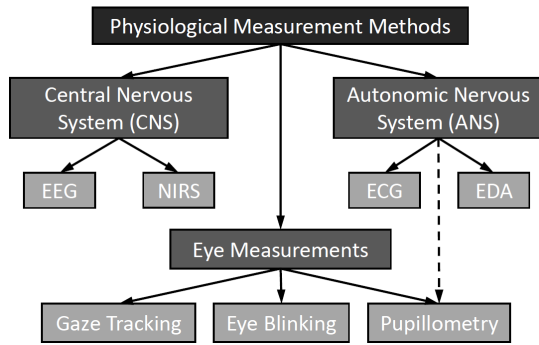 Physiological Measurement Methods
Central Nervous
System (CNS)
Autonomic Nervous
System (ANS)
EEG
NIRS
ECG
EDA
Eye Measurements
Gaze Tracking
Eye Blinking
Pupillometry